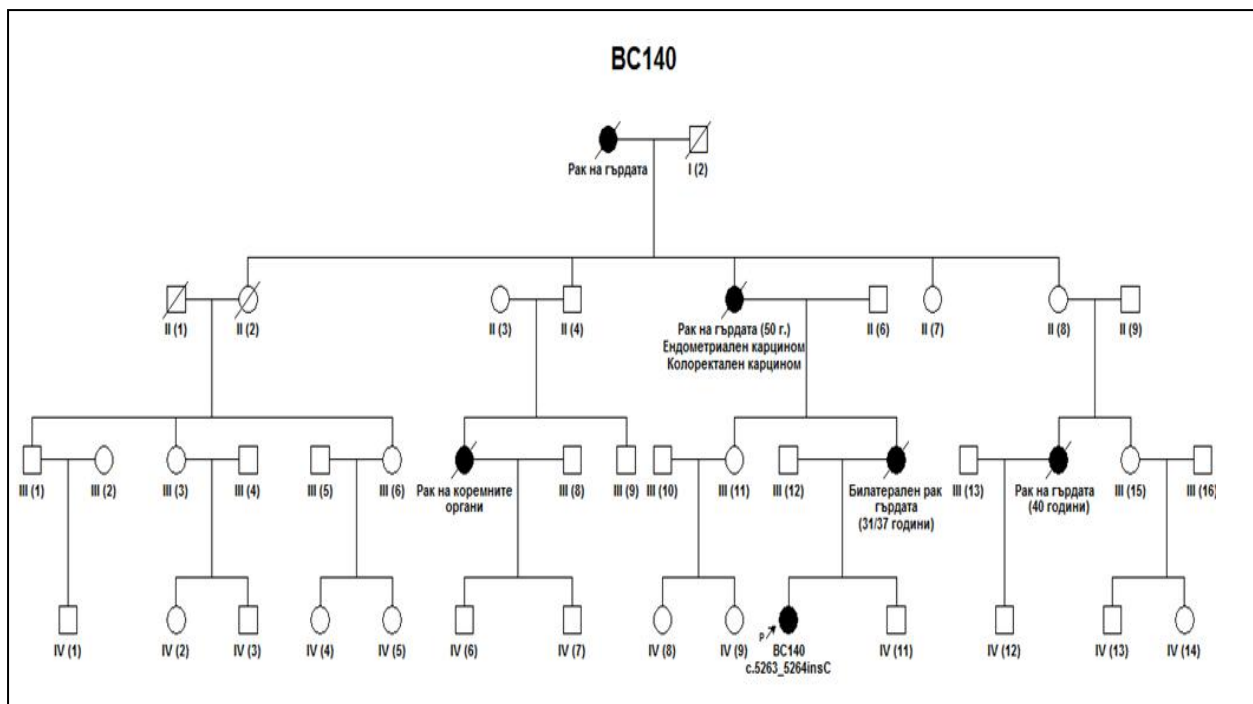 BC140
Рак на гърдата
I (2)
II (1)
II (2)
II (3)
II (4)
Рак на гърдата (50 г.)
Ендометриален карцином
Колоректален карцином
II (6)
II (7)
II (8)
II (9)
III (1)
III (2)
III (3)
III (4)
III (5)
III (6)
Рак на коремните
органи
III (8)
III (9)
III (10)
III (11)
III (12)
Билатерален рак
гърдата
(31/37 години)
III (13)
Рак на гърдата
(40 години)
III (15)
III (16)
IV (1)
IV (2)
IV (3)
IV (4)
IV (5)
IV (6)
IV (7)
IV (8)
IV (9)
P
BC140
c.5263_5264insC
IV (11)
IV (12)
IV (13)
IV (14)